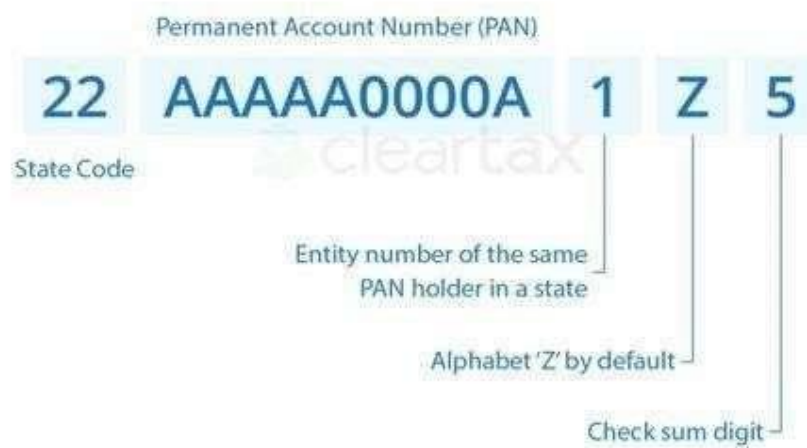 Permanent Account Number (PAN)
22 AAAAA0000A 1 Z 5
cleartax
State Code
Entity number of the same
PAN holder in a state
Alphabet 'Z' by default
Check sum digit